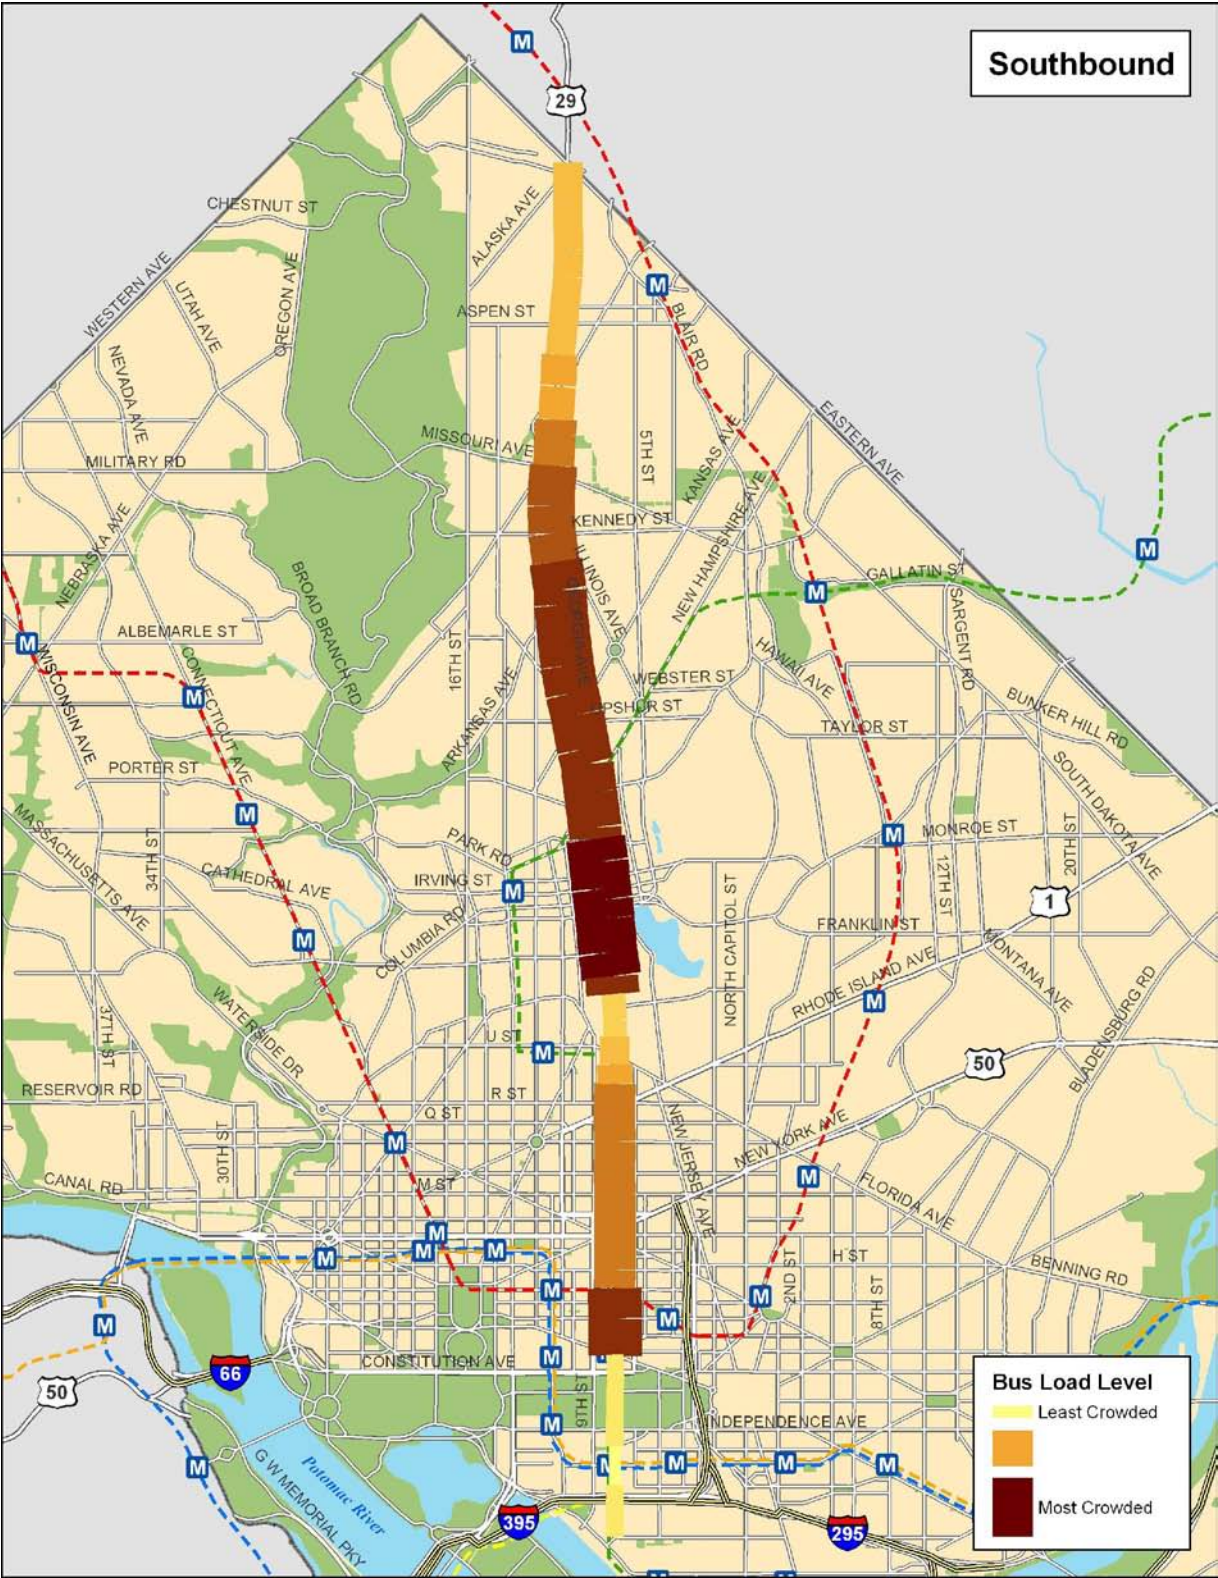 Southbound
M
29
CHESTNUT ST
ALASKA AVE
WESTERN AVE
UTAH AVE
OREGON AVE
M
ASPEN ST
BLAIR RD
NEVADA AVE
EASTERN AVE
MISSOURI AVE
5TH ST
KANSAS AVE
MILITARY RD
NEW HAMPSHIRE AVE
KENNEDY ST
NEBRASKA AVE
ILLINOIS AVE
M
GALLATIN ST
M
BROAD BRANCH RD
GEORGIA AVE
SARGENT RD
ALBEMARLE ST
M
WISCONSIN AVE
CONNECTICUT AVE
16TH ST
HAWAII AVE
WEBSTER ST
M
ARKANSAS AVE
UPSHUR ST
BUNKER HILL RD
TAYLOR ST
PORTER ST
SOUTH DAKOTA AVE
MASSACHUSETTS AVE
M
34TH ST
PARK RD
M
MONROE ST
20TH ST
CATHEDRAL AVE
IRVING ST
M
12TH ST
1
NORTH CAPITOL ST
COLUMBIA RD
FRANKLIN ST
M
MONTANA AVE
RHODE ISLAND AVE
M
WATERSIDE DR
BLADENSBURG RD
37TH ST
U ST
M
50
RESERVOIR RD
R ST
Q ST
NEW JERSEY AVE
NEW YORK AVE
30TH ST
M
M ST
M
CANAL RD
FLORIDA AVE
M
M
M
M
H ST
BENNING RD
2ND ST
8TH ST
M
M
M
M
M
CONSTITUTION AVE
66
50
9TH ST
M
INDEPENDENCE AVE
M
M
M
M
M
G W MEMORIAL PKY
Potomac River
395
295
Bus Load Level
Least Crowded
Most Crowded